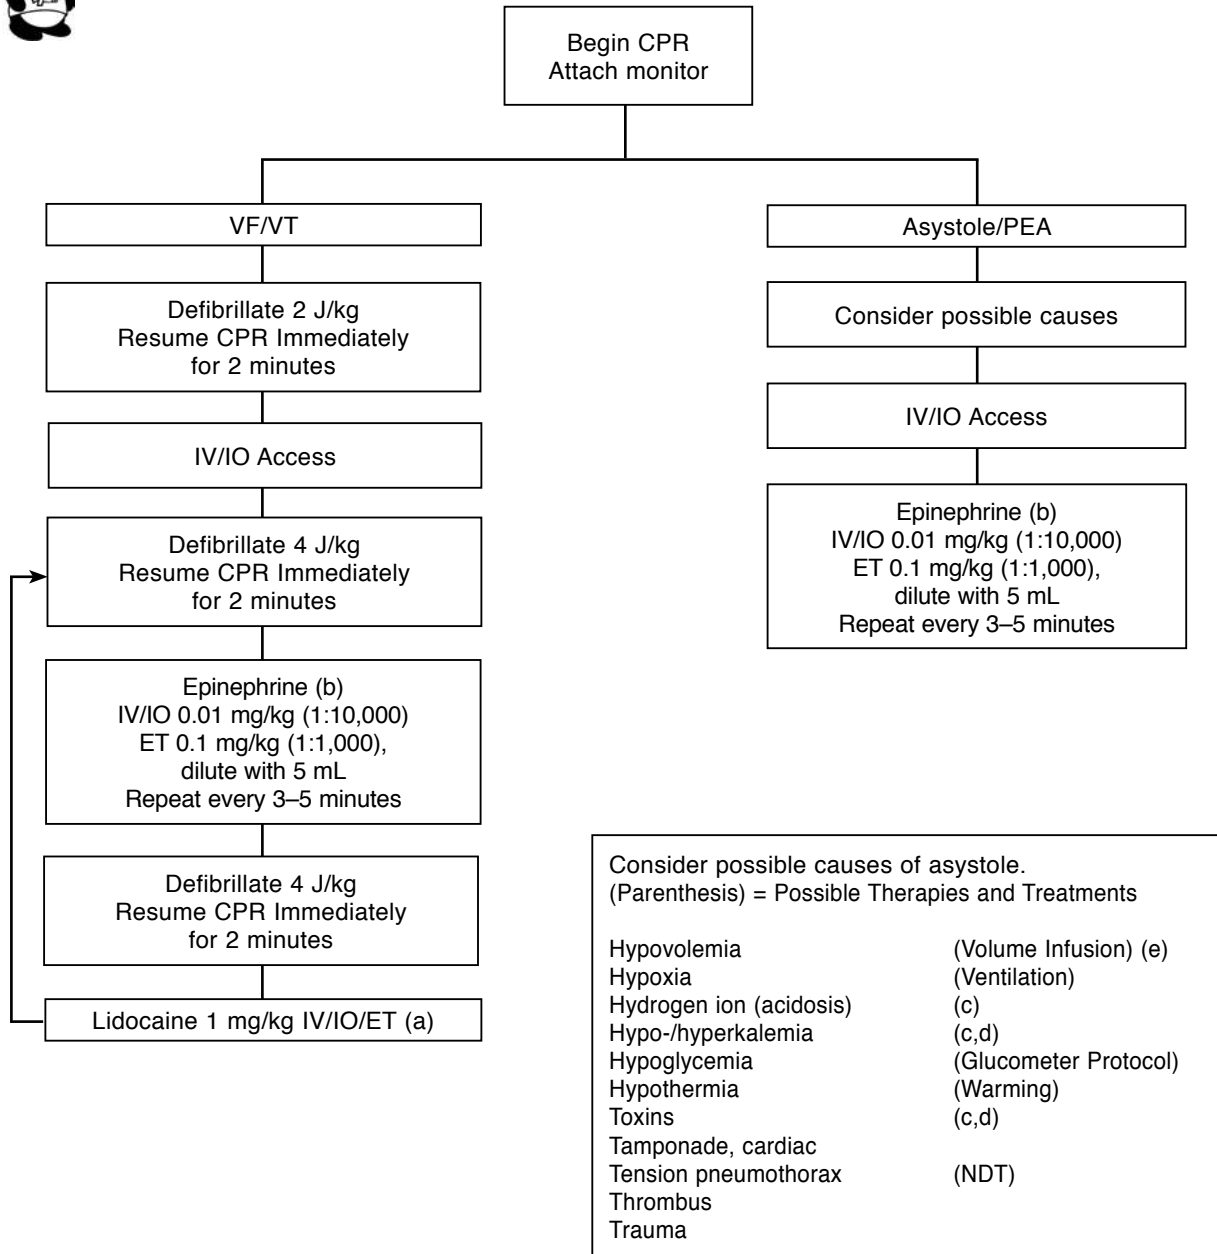 Begin CPR
Attach monitor
VF/VT
Defibrillate 2 J/kg
Resume CPR Immediately
for 2 minutes
IV/IO Access
Defibrillate 4 J/kg
Resume CPR Immediately
for 2 minutes
Epinephrine (b)
IV/IO 0.01 mg/kg (1:10,000)
ET 0.1 mg/kg (1:1,000),
dilute with 5 mL
Repeat every 3–5 minutes
Defibrillate 4 J/kg
Resume CPR Immediately
for 2 minutes
Lidocaine 1 mg/kg IV/IO/ET (a)
Asystole/PEA
Consider possible causes
IV/IO Access
Epinephrine (b)
IV/IO 0.01 mg/kg (1:10,000)
ET 0.1 mg/kg (1:1,000),
dilute with 5 mL
Repeat every 3–5 minutes
Consider possible causes of asystole.
(Parenthesis) = Possible Therapies and Treatments
Hypovolemia (Volume Infusion) (e)
Hypoxia (Ventilation)
Hydrogen ion (acidosis) (c)
Hypo-/hyperkalemia (c,d)
Hypoglycemia (Glucometer Protocol)
Hypothermia (Warming)
Toxins (c,d)
Tamponade, cardiac
Tension pneumothorax (NDT)
Thrombus
Trauma